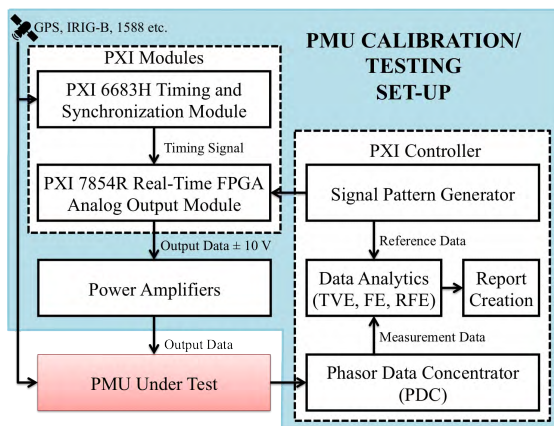 GPS, IRIG-B, 1588 etc.
PMU CALIBRATION/
TESTING
SET-UP
PXI Modules
PXI 6683H Timing and
Synchronization Module
Timing Signal
PXI 7854R Real-Time FPGA
Analog Output Module
Output Data ± 10 V
Power Amplifiers
Output Data
PMU Under Test
PXI Controller
Signal Pattern Generator
Reference Data
Data Analytics
(TVE, FE, RFE)
Report
Creation
Measurement Data
Phasor Data Concentrator
(PDC)